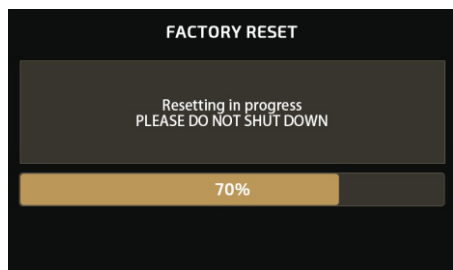 FACTORY RESET
Resetting in progress
PLEASE DO NOT SHUT DOWN
70%